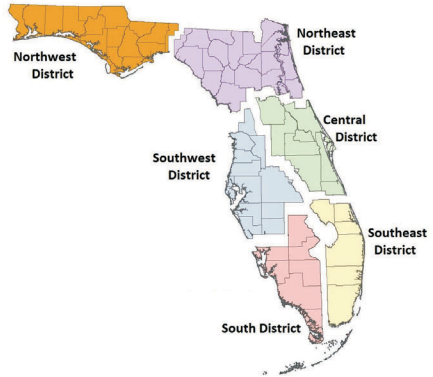 Northeast
District
Northwest
District
Central
District
Southwest
District
Southeast
District
South District